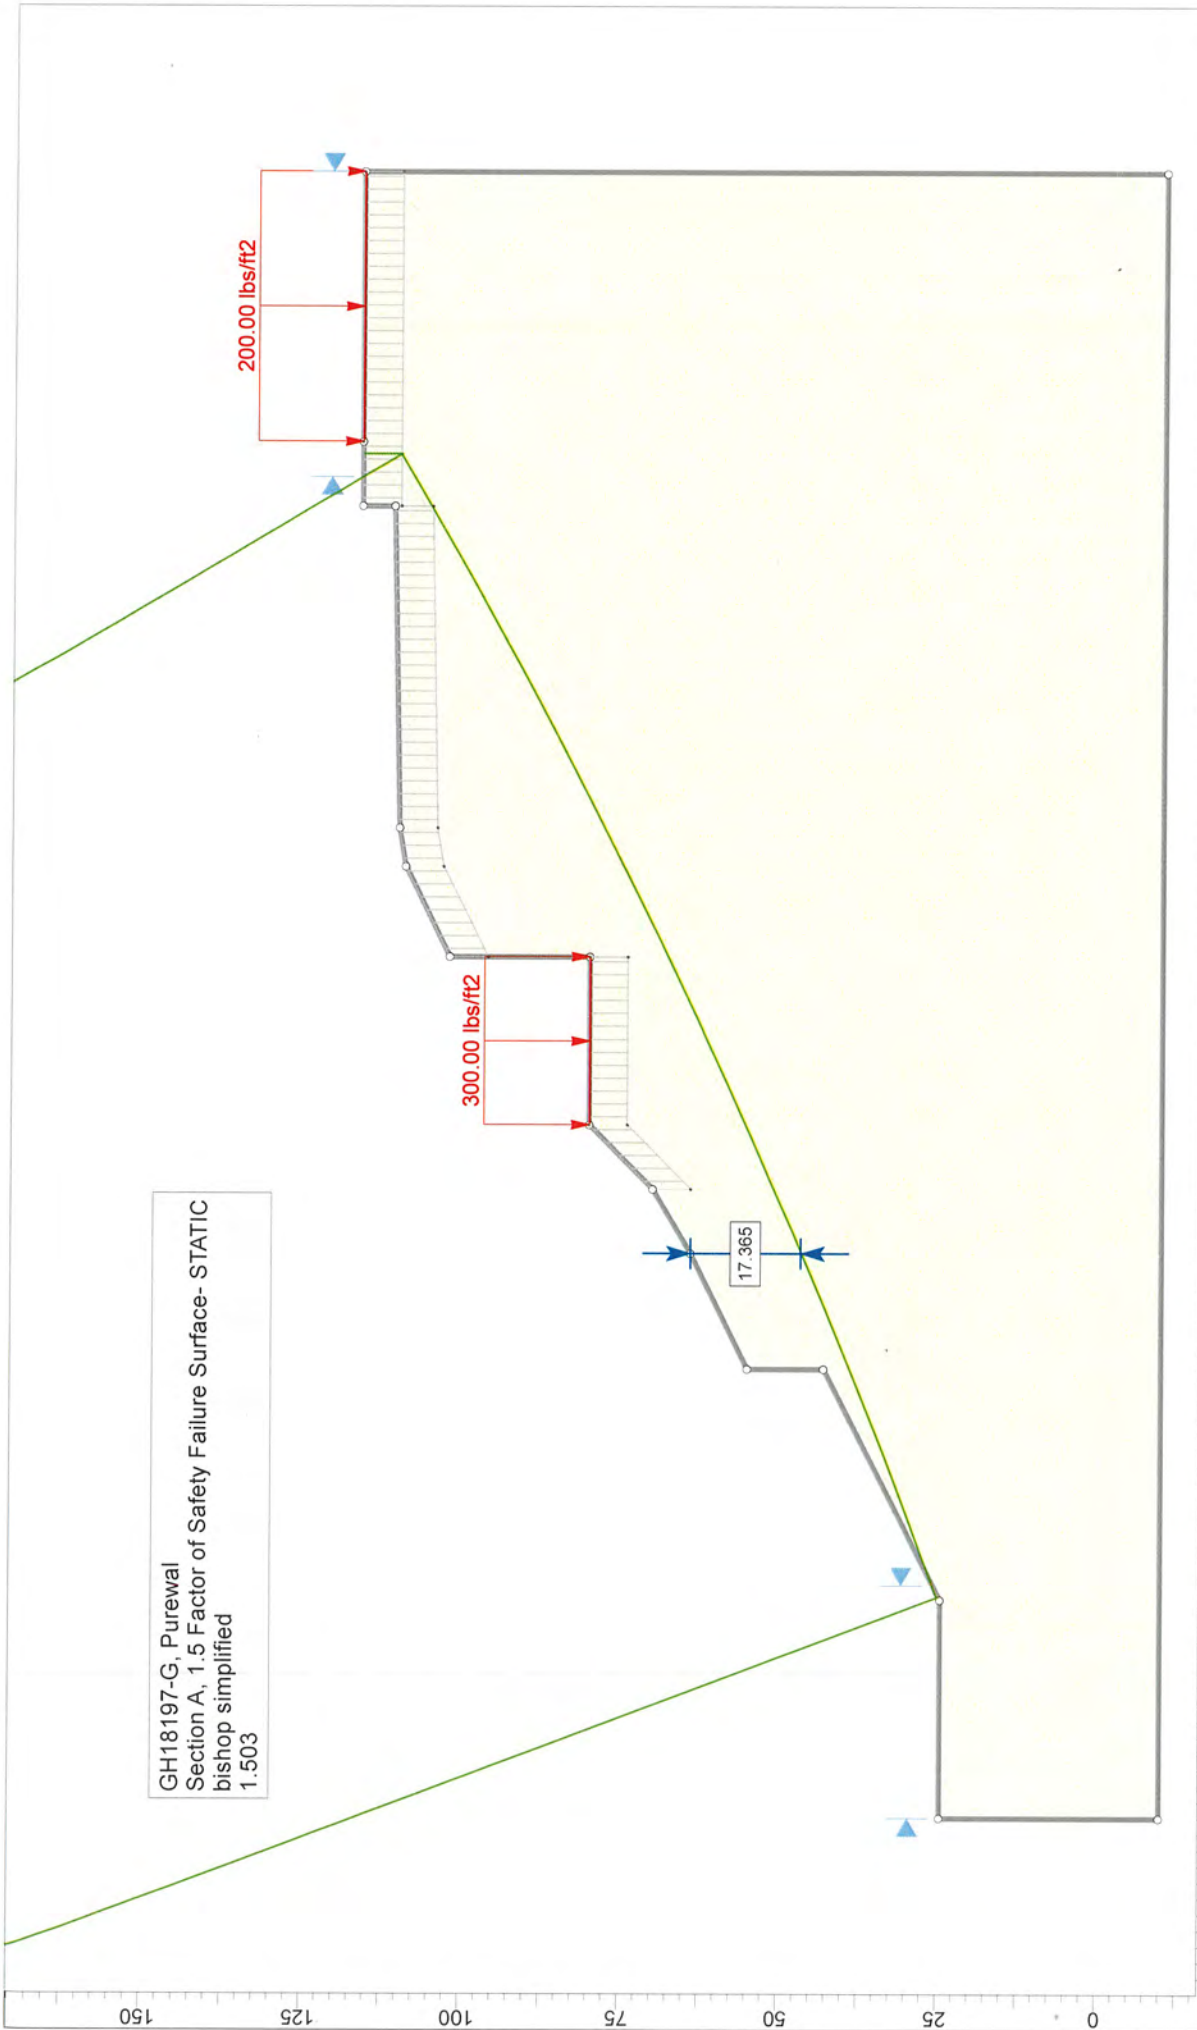 GH18197-G, Purewal
Section A, 1.5 Factor of Safety Failure Surface- STATIC
bishop simplified
1.503
200.00 lbs/ft2
300.00 lbs/ft2
17.365
150
125
100
75
50
25
0